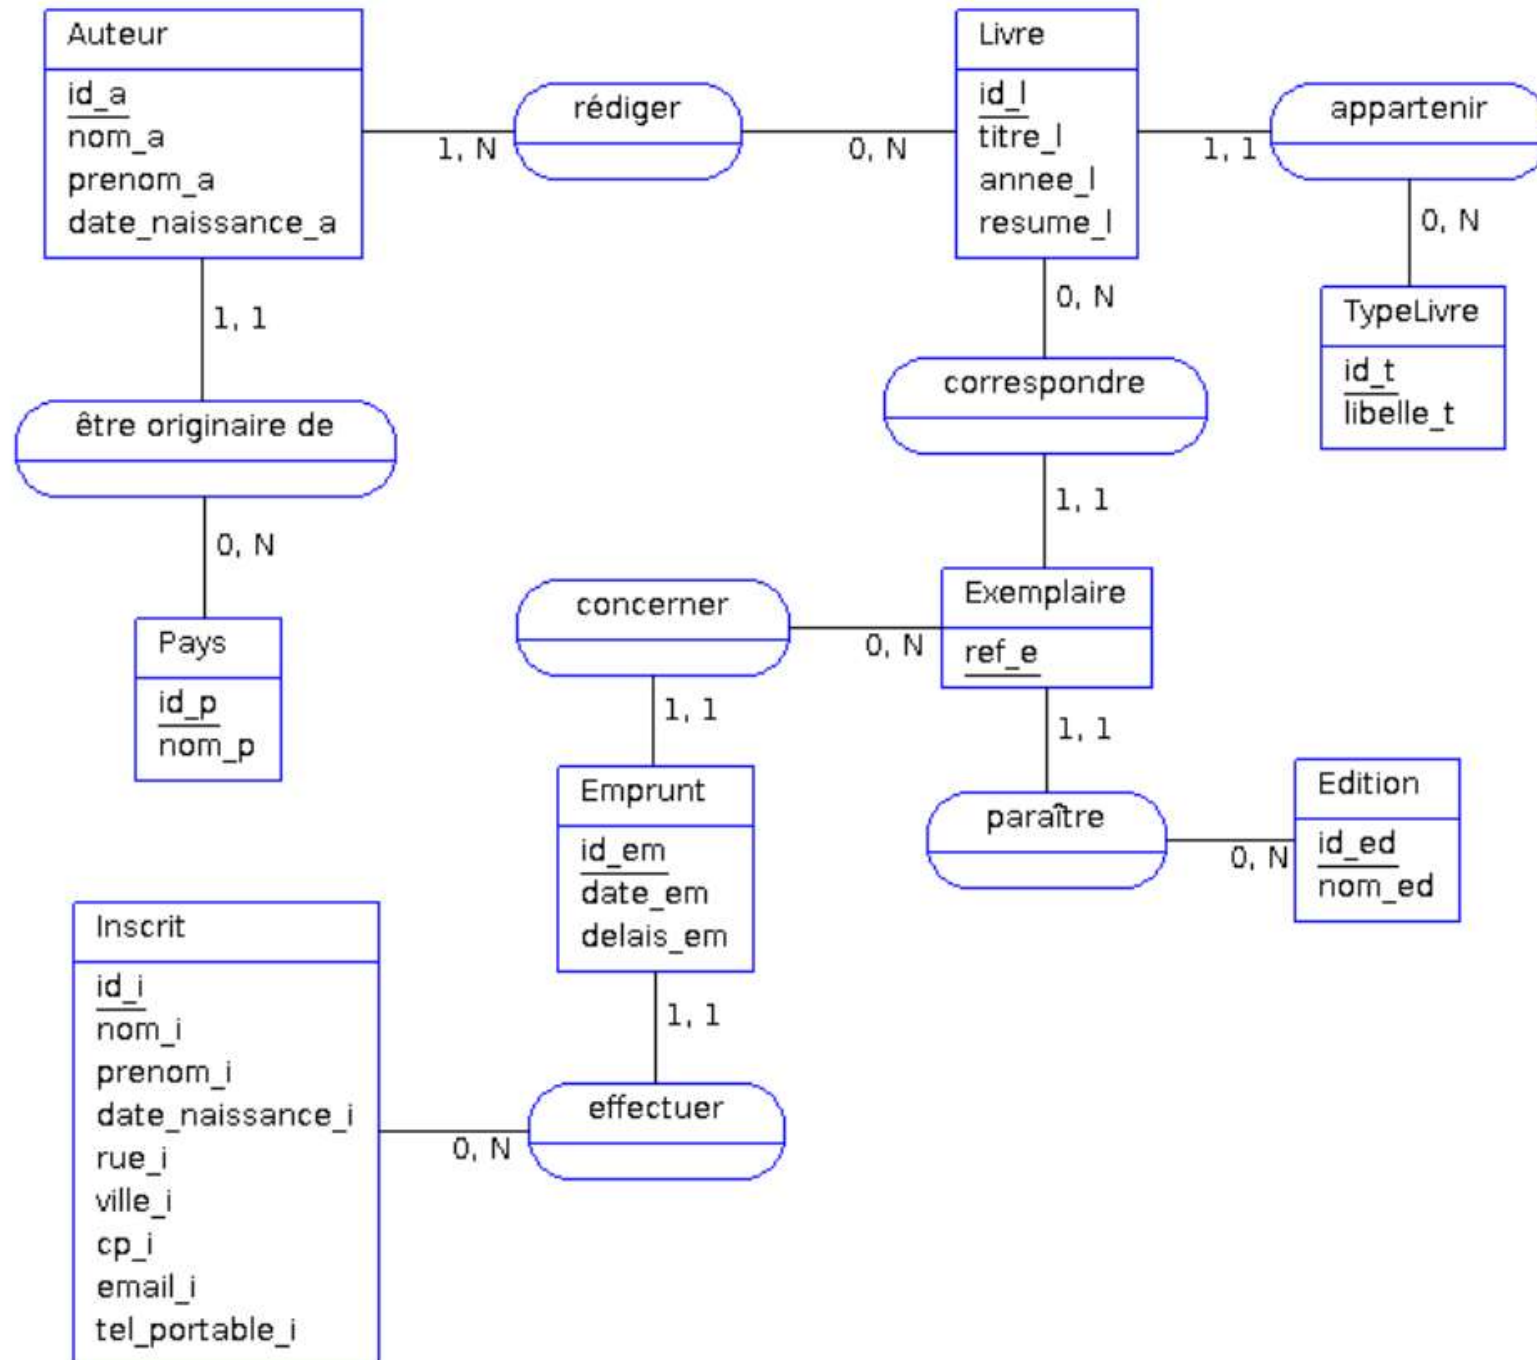 Auteur
id_a
nom_a
prenom_a
date_naissance_a
1, N
rédiger
0, N
Livre
id_l
titre_l
annee_l
resume_l
1, 1
appartenir
0, N
TypeLivre
id_t
libelle_t
1, 1
être originaire de
0, N
Pays
id_p
nom_p
0, N
correspondre
1, 1
Exemplaire
ref_e
concerner
0, N
1, 1
Emprunt
id_em
date_em
delais_em
1, 1
paraître
0, N
Edition
id_ed
nom_ed
1, 1
effectuer
0, N
Inscrit
id_i
nom_i
prenom_i
date_naissance_i
rue_i
ville_i
cp_i
email_i
tel_portable_i